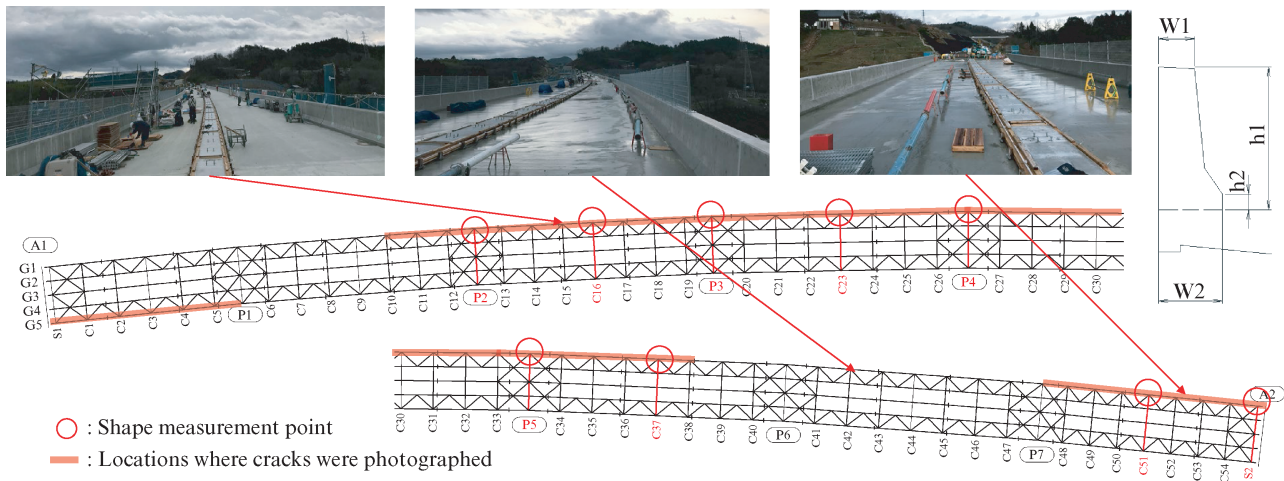 W1
h1
h2
W2
A1
G1
G2
G3
G4
G5
S1
C1
C2
C3
C4
C5
P1
C6
C7
C8
C9
C10
C11
C12
P2
C13
C14
C15
C16
C17
C18
C19
P3
C20
C21
C22
C23
C24
C25
C26
P4
C27
C28
C29
C30
C30
C31
C32
C33
P5
C34
C35
C36
C37
C38
C39
C40
P6
C41
C42
C43
C44
C45
C46
C47
P7
C48
C49
C50
C51
C52
C53
C54
S2
A2
: Shape measurement point
: Locations where cracks were photographed